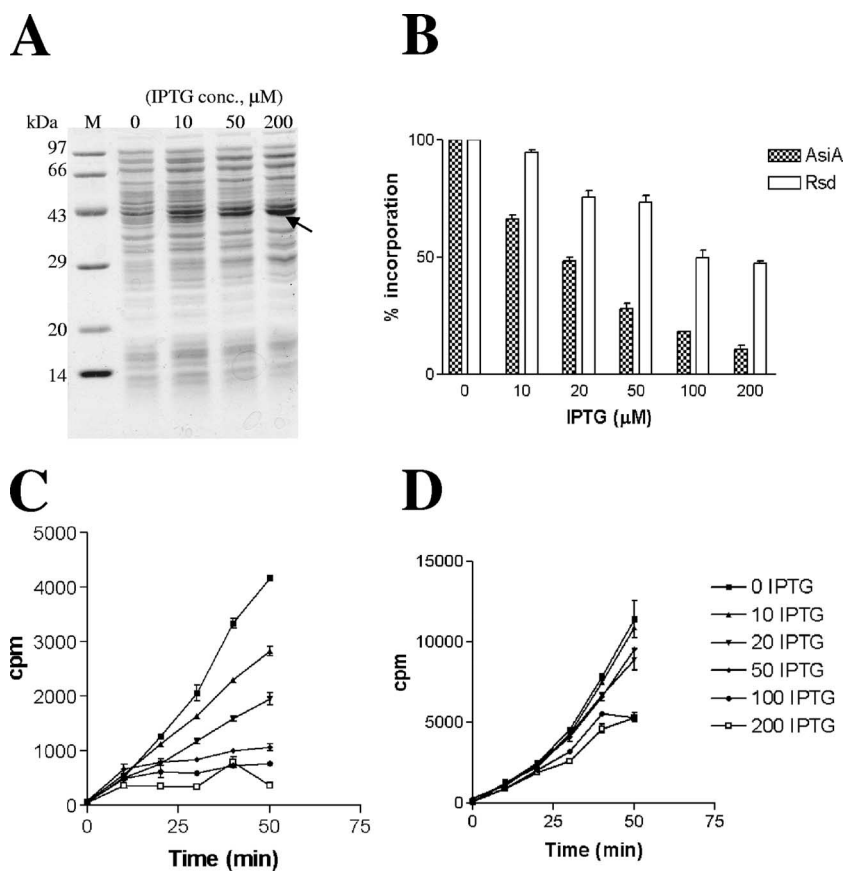 A
(IPTG conc., μM)
kDa M 0 10 50 200
97
66
43
29
20
14
B
100
50
0
% incorporation
0 10 20 50 100 200
IPTG (μM)
AsiA
Rsd
C
5000
4000
3000
2000
1000
0
cpm
0 25 50 75
Time (min)
D
15000
10000
5000
0
cpm
0 25 50 75
Time (min)
0 IPTG
10 IPTG
20 IPTG
50 IPTG
100 IPTG
200 IPTG